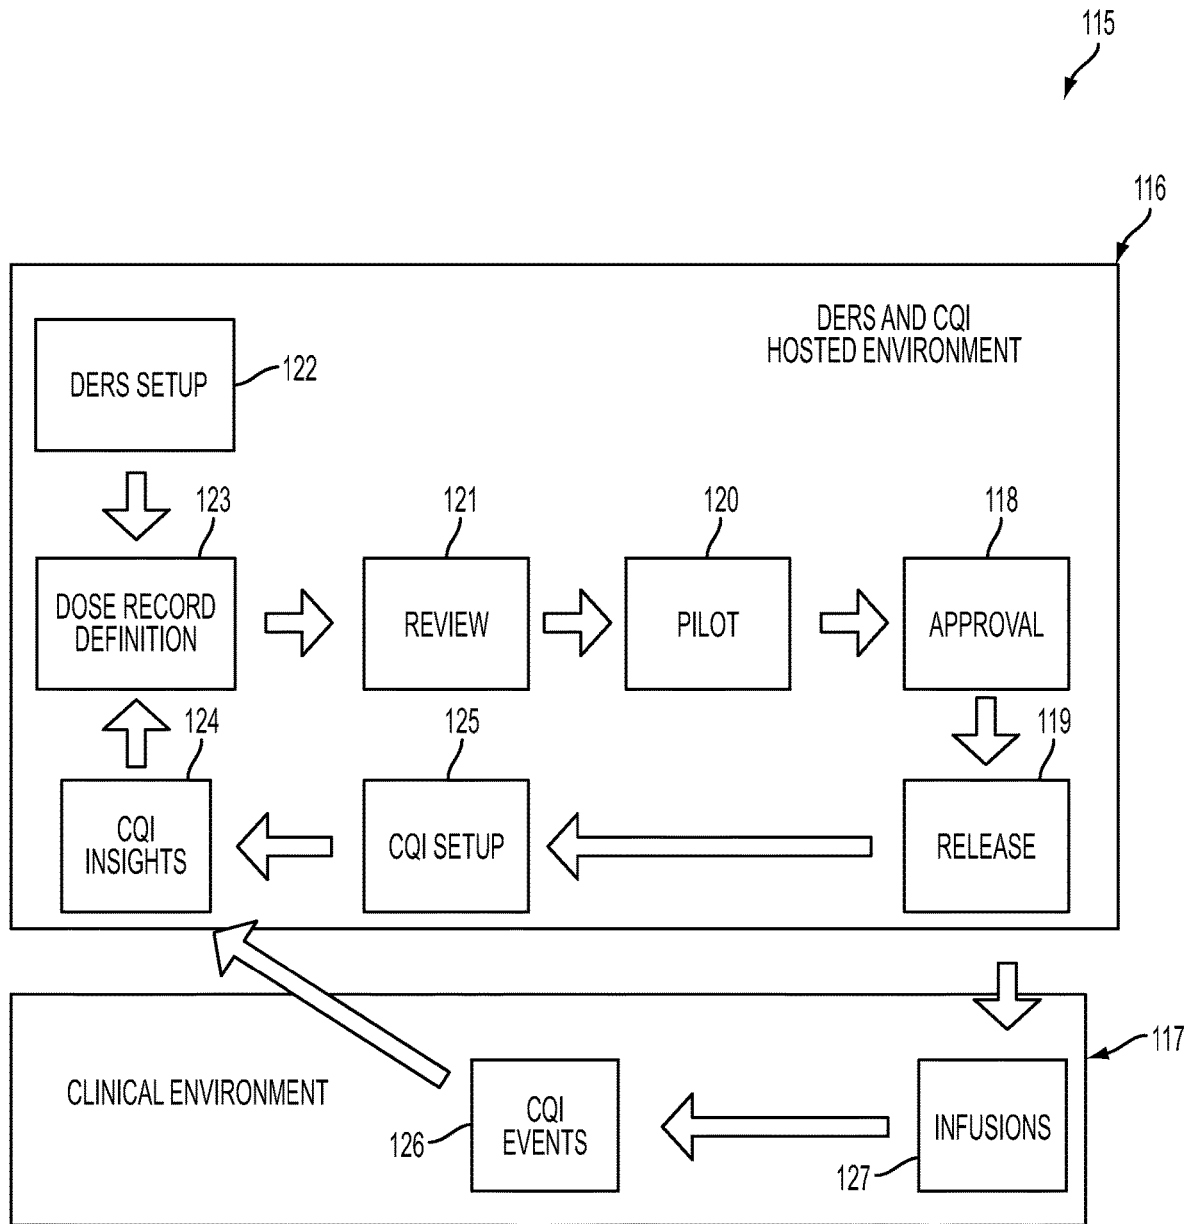 115
116
DERS AND CQI
HOSTED ENVIRONMENT
DERS SETUP
122
123
121
120
118
DOSE RECORD
DEFINITION
REVIEW
PILOT
APPROVAL
124
125
119
CQI
INSIGHTS
CQI SETUP
RELEASE
117
CLINICAL ENVIRONMENT
CQI
EVENTS
126
INFUSIONS
127